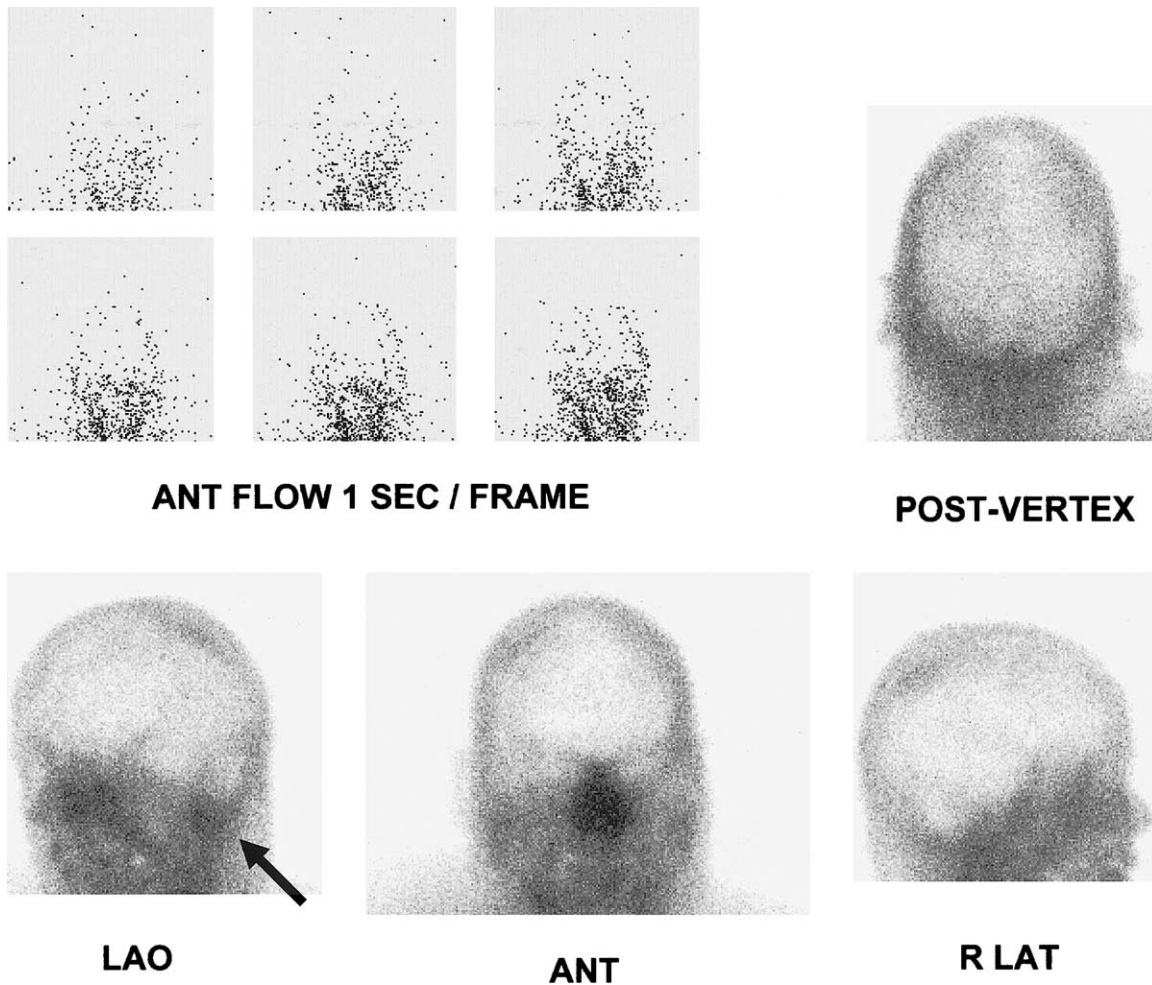 ANT FLOW 1 SEC / FRAME
POST-VERTEX
LAO
ANT
R LAT